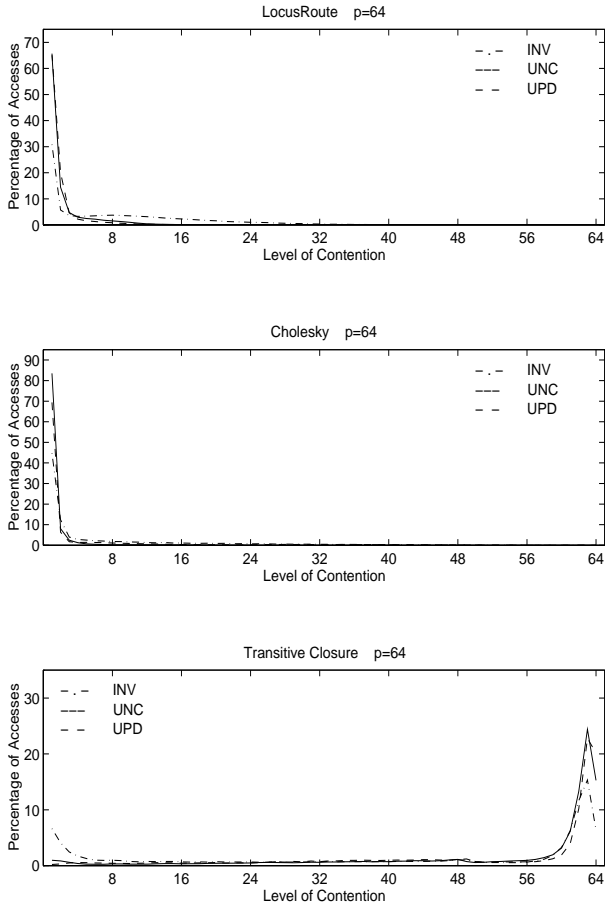 LocusRoute p=64
Percentage of Accesses
70
60
50
40
30
20
10
0
INV
UNC
UPD
8 16 24 32 40 48 56 64
Level of Contention
Cholesky p=64
Percentage of Accesses
90
80
70
60
50
40
30
20
10
0
INV
UNC
UPD
8 16 24 32 40 48 56 64
Level of Contention
Transitive Closure p=64
Percentage of Accesses
30
20
10
0
INV
UNC
UPD
8 16 24 32 40 48 56 64
Level of Contention